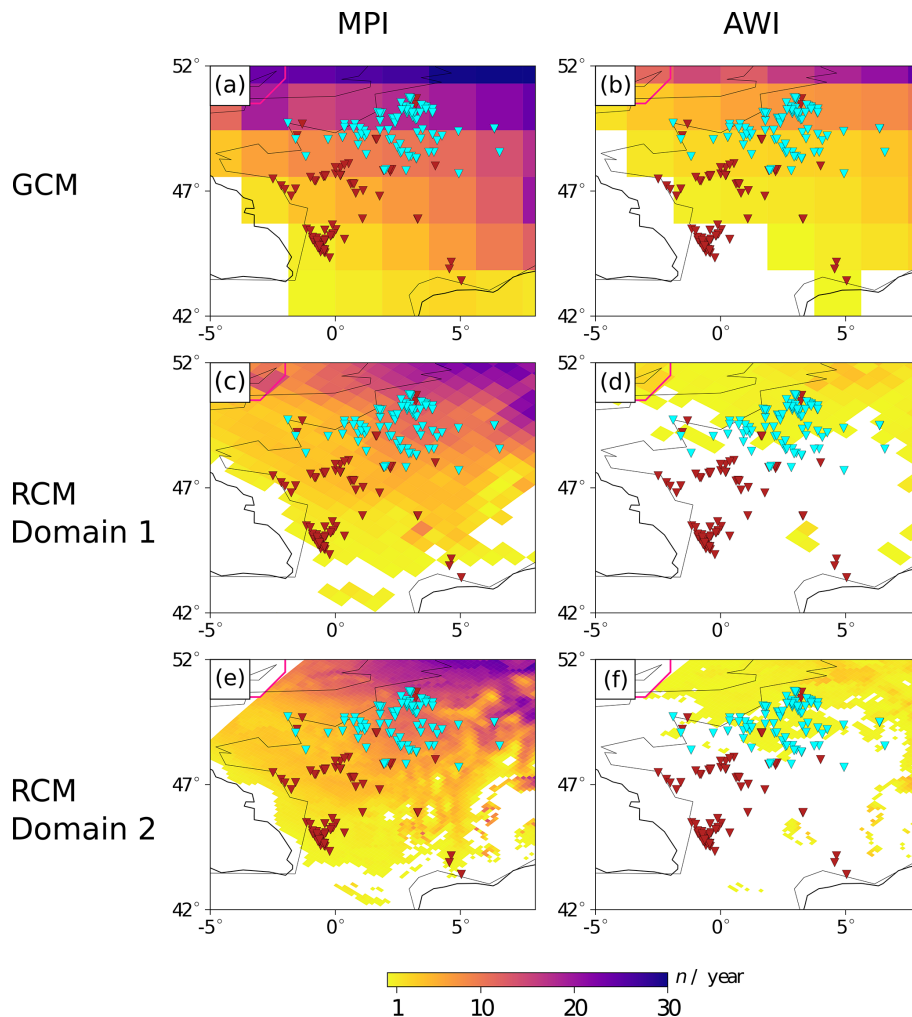 MPI AWI
GCM
(a) (b)
52° 52°
47° 47°
42° 42°
-5° 0° 5° -5° 0° 5°
RCM
Domain 1
(c) (d)
52° 52°
47° 47°
42° 42°
-5° 0° 5° -5° 0° 5°
RCM
Domain 2
(e) (f)
52° 52°
47° 47°
42° 42°
-5° 0° 5° -5° 0° 5°
n / year
1 10 20 30